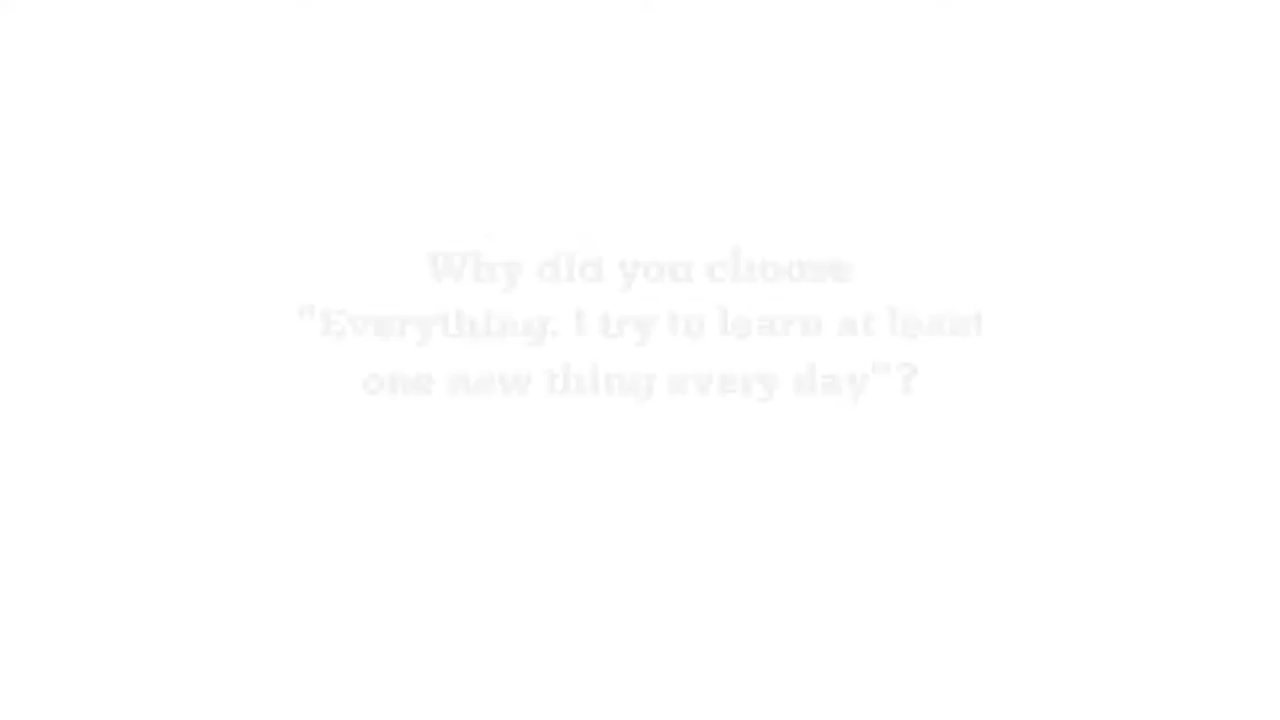 Why did you choose
"Everything. I try to learn at least
one new thing every day"?